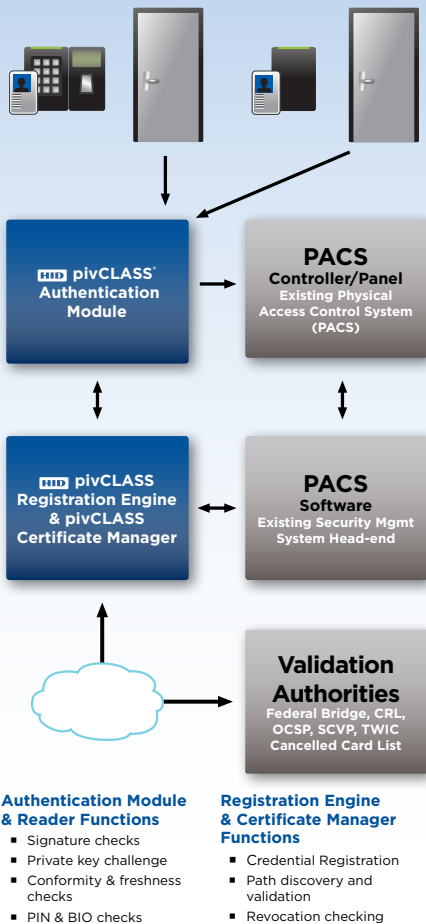 HID pivCLASS®
Authentication
Module
PACS
Controller/Panel
Existing Physical
Access Control System
(PACS)
HID pivCLASS
Registration Engine
& pivCLASS
Certificate Manager
PACS
Software
Existing Security Mgmt
System Head-end
Validation
Authorities
Federal Bridge, CRL,
OCSP, SCVP, TWIC
Cancelled Card List
Authentication Module
& Reader Functions
▪ Signature checks
▪ Private key challenge
▪ Conformity & freshness
checks
▪ PIN & BIO checks
Registration Engine
& Certificate Manager
Functions
▪ Credential Registration
▪ Path discovery and
validation
▪ Revocation checking